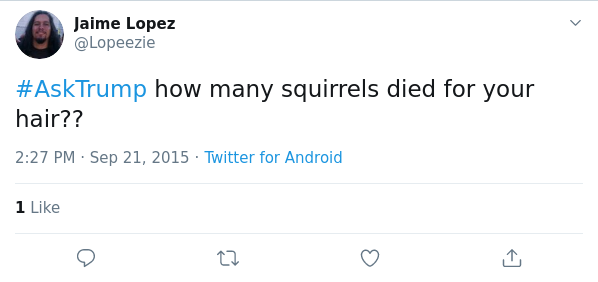 Jaime Lopez
@Lopeezie
#AskTrump how many squirrels died for your
hair??
2:27 PM · Sep 21, 2015 · Twitter for Android
1 Like